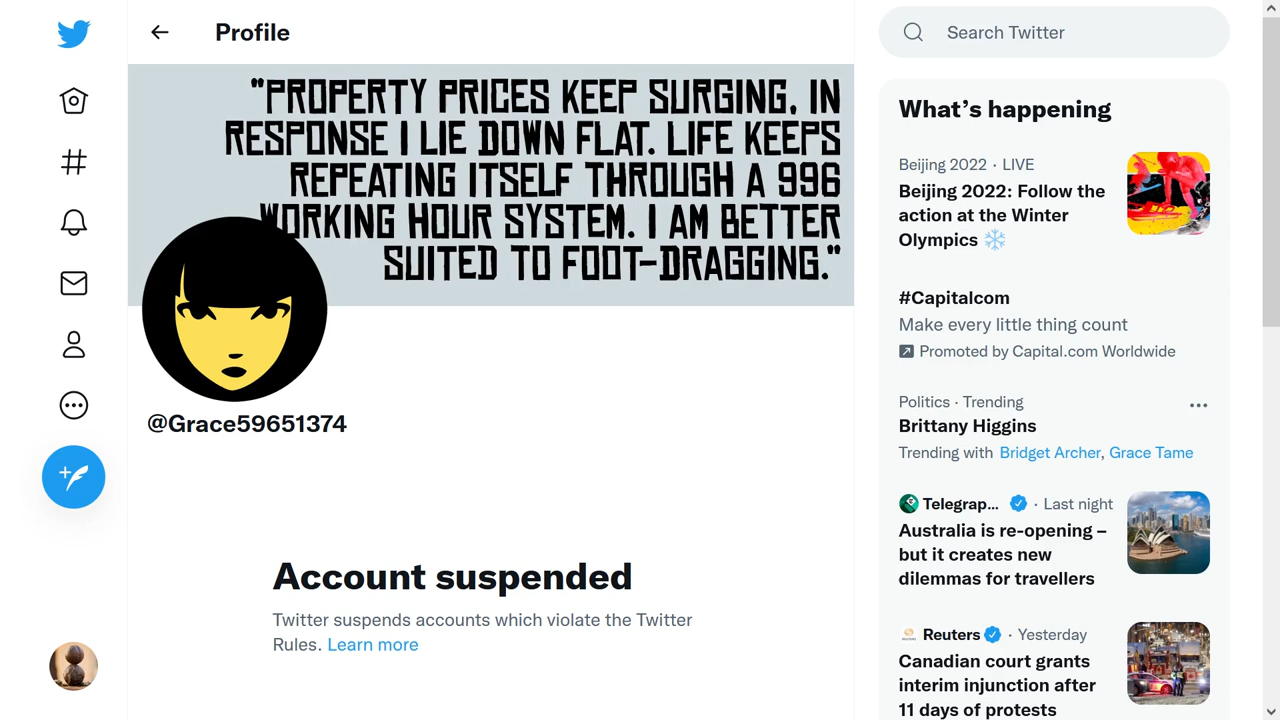 Profile
"PROPERTY PRICES KEEP SURGING, IN
RESPONSE I LIE DOWN FLAT. LIFE KEEPS
REPEATING ITSELF THROUGH A 996
WORKING HOUR SYSTEM. I AM BETTER
SUITED TO FOOT-DRAGGING."
@Grace59651374
Account suspended
Twitter suspends accounts which violate the Twitter
Rules. Learn more
Search Twitter
What's happening
Beijing 2022 · LIVE
Beijing 2022: Follow the
action at the Winter
Olympics ❄️
#Capitalcom
Make every little thing count
Promoted by Capital.com Worldwide
Politics · Trending
Brittany Higgins
Trending with Bridget Archer, Grace Tame
Telegrap... · Last night
Australia is re-opening –
but it creates new
dilemmas for travellers
Reuters · Yesterday
Canadian court grants
interim injunction after
11 days of protests